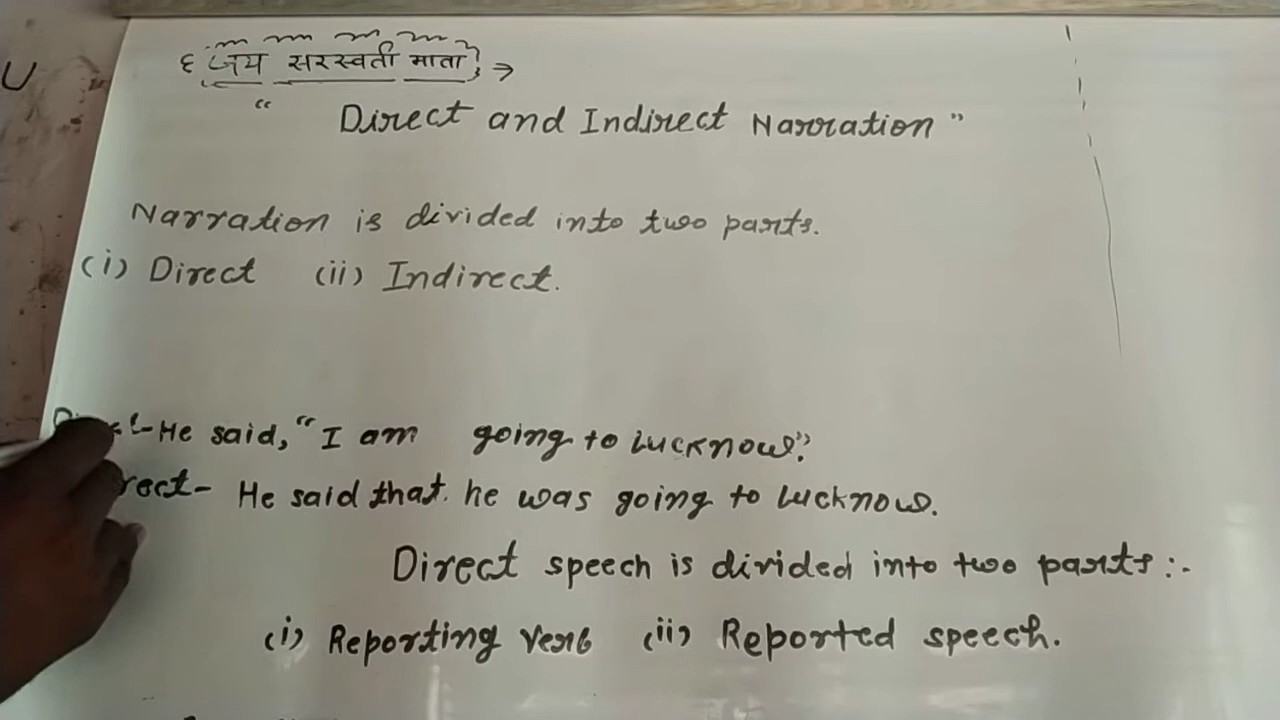 {जय सरस्वती माता} →
" Direct and Indirect Narration "
Narration is divided into two parts.
(i) Direct (ii) Indirect.
He said, "I am going to Lucknow".
He said that he was going to Lucknow.
Direct speech is divided into two parts :-
(i) Reporting Verb (ii) Reported speech.